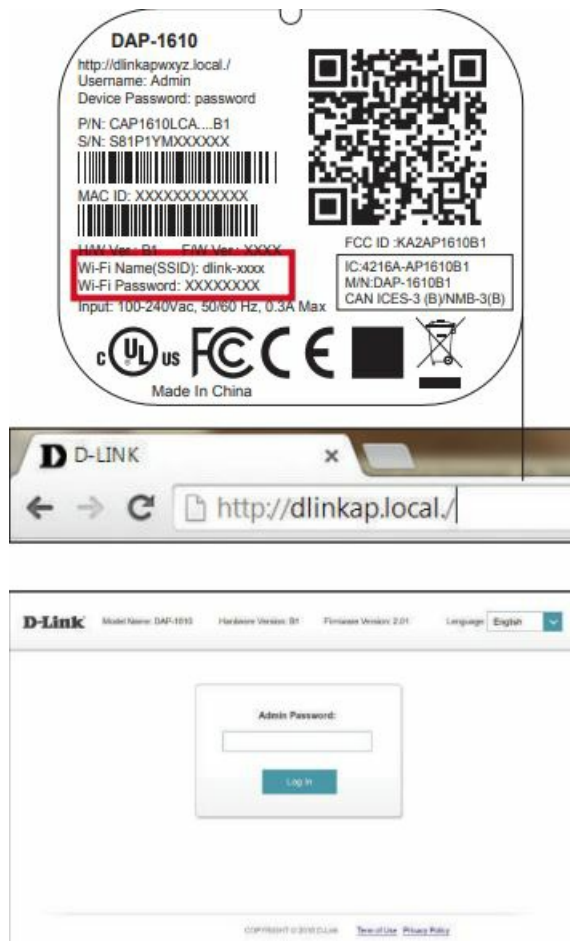 DAP-1610
http://dlinkapwxyz.local./
Username: Admin
Device Password: password
P/N: CAP1610LCA....B1
S/N: S81P1YMXXXXXX
MAC ID: XXXXXXXXXXXX
H/W Ver.: B1 F/W Ver.: XXXX
Wi-Fi Name(SSID): dlink-xxxx
Wi-Fi Password: XXXXXXXX
Input: 100-240Vac, 50/60 Hz, 0.3A Max
FCC ID :KA2AP1610B1
IC:4216A-AP1610B1
M/N:DAP-1610B1
CAN ICES-3 (B)/NMB-3(B)
c UL us FC CE
Made In China
D D-LINK ×
http://dlinkap.local./
D-Link Model Name: DAP-1610 Hardware Version: B1 Firmware Version: 2.01 Language: English
Admin Password:
Log In
COPYRIGHT © D-Link Term of Use Privacy Policy